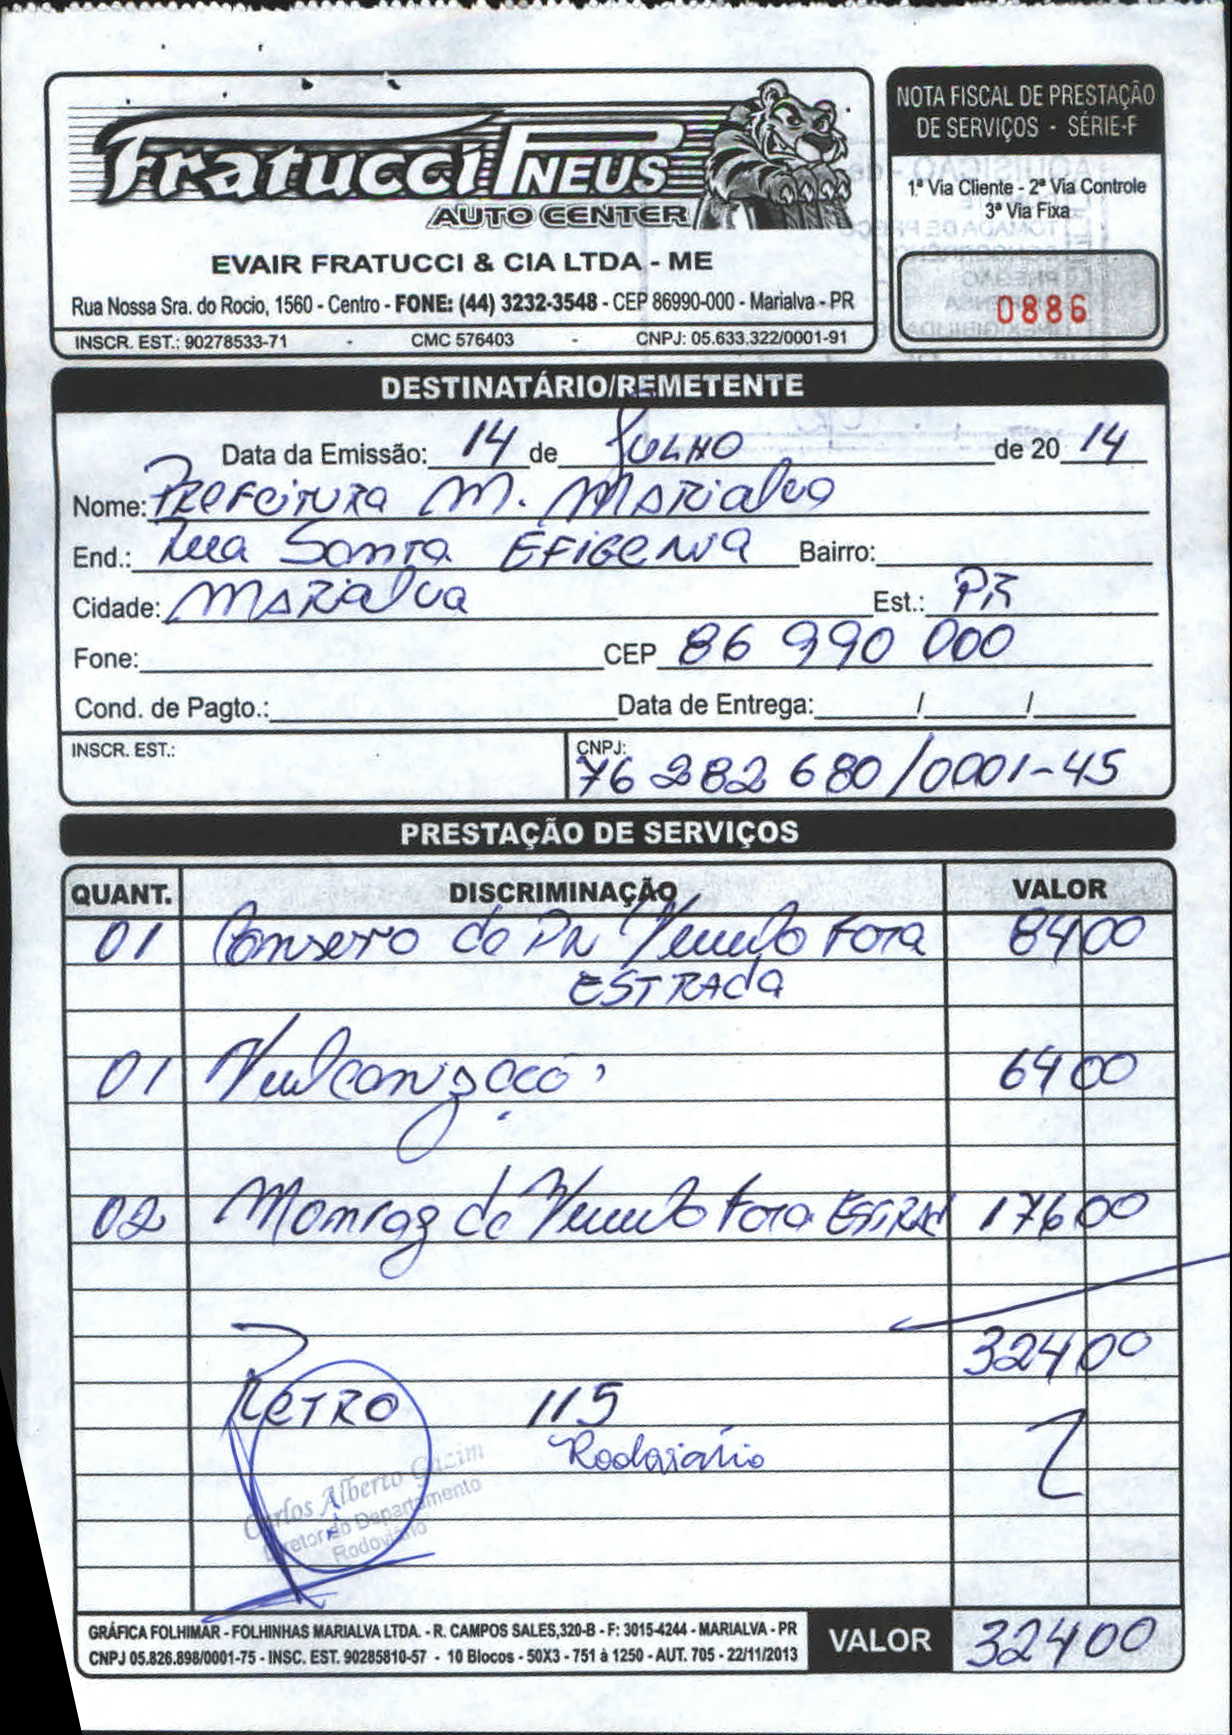 Fratucci PNEUS
AUTO CENTER
EVAIR FRATUCCI & CIA LTDA - ME
Rua Nossa Sra. do Rocio, 1560 - Centro - FONE: (44) 3232-3548 - CEP 86990-000 - Marialva - PR
INSCR. EST.: 90278533-71 - CMC 576403 - CNPJ: 05.633.322/0001-91
NOTA FISCAL DE PRESTAÇÃO
DE SERVIÇOS - SÉRIE-F
1ª Via Cliente - 2ª Via Controle
3ª Via Fixa
0886
DESTINATÁRIO/REMETENTE
Data da Emissão: 14 de JULHO de 20 14
Nome: PREFEITURA M. MARIALVA
End.: Rua Santa EFIGENIA Bairro:
Cidade: MARIALVA Est.: PR
Fone: CEP 86 990 000
Cond. de Pagto.: Data de Entrega: / /
INSCR. EST.: CNPJ: 76 282 680/0001-45
PRESTAÇÃO DE SERVIÇOS
QUANT. DISCRIMINAÇÃO VALOR
01 Conserto de PN Fora 84 00
ESTRADA
01 Vulcanizacao 64 00
02 Montag de Fora ESTRAD 176 00
324 00
RETRO 115
Rodoviário
Carlos Alberto Gazim
Diretor do Departamento
Rodoviário
GRÁFICA FOLHIMAR - FOLHINHAS MARIALVA LTDA. - R. CAMPOS SALES,320-B - F: 3015-4244 - MARIALVA - PR
CNPJ 05.826.898/0001-75 - INSC. EST. 90285810-57 - 10 Blocos - 50X3 - 751 à 1250 - AUT. 705 - 22/11/2013
VALOR 324 00